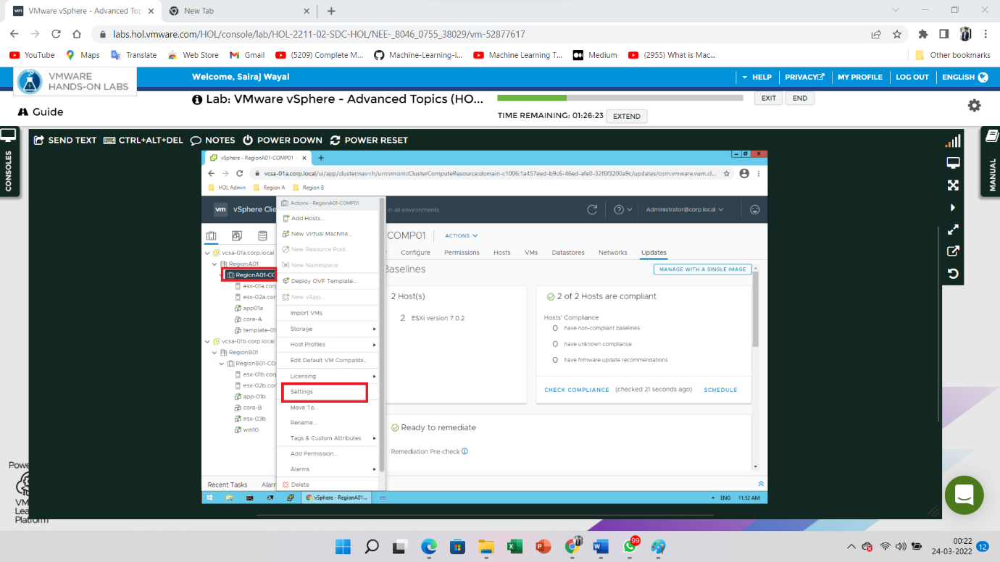 VMware vSphere - Advanced Top
New Tab
labs.hol.vmware.com/HOL/console/lab/HOL-2211-02-SDC-HOL/NEE-_8046_0755_38029/vm-52877617
YouTube Maps Translate Web Store Gmail (5209) Complete M... Machine-Learning-i... Machine Learning T... Medium (2955) What is Mac... Other bookmarks
VMWARE
HANDS-ON LABS
Welcome, Sairaj Wayal
HELP PRIVACY MY PROFILE LOG OUT ENGLISH
Lab: VMware vSphere - Advanced Topics (HO...
EXIT END
Guide
TIME REMAINING: 01:26:23 EXTEND
CONSOLES
MANUAL
SEND TEXT CTRL+ALT+DEL NOTES POWER DOWN POWER RESET
vSphere - RegionA01-COMP01 -
vcsa-01a.corp.local/ui/app/cluster;nav=h/urn:vmomi:ClusterComputeResource:domain-c1006:1a457eed-b9c6-46ed-afe0-32f6f3200a9c/updates/com.vmware.vum.cl...
HOL Admin Region A Region B
vm vSphere Clie
in all environments
Administrator@corp.local
Actions - RegionA01-COMP01
Add Hosts...
New Virtual Machine...
New Resource Pool...
New Namespace
Deploy OVF Template...
New vApp...
Import VMs
Storage
Host Profiles
Edit Default VM Compatibi...
Licensing
Settings
Move To...
Rename...
Tags & Custom Attributes
Add Permission...
Alarms
Delete
vcsa-01a.corp.local
RegionA01
RegionA01-CO
esx-01a.corp
esx-02a.cor
app01a
core-A
template-01
vcsa-01b.corp.local
RegionB01
RegionB01-CO
esx-01b.corp
esx-02b.cor
app-01b
core-B
esx-03b
win10
COMP01 ACTIONS
Configure Permissions Hosts VMs Datastores Networks Updates
Baselines
MANAGE WITH A SINGLE IMAGE
2 Host(s)
2 ESXi version 7.0.2
2 of 2 Hosts are compliant
Hosts' Compliance
0 have non-compliant baselines
0 have unknown compliance
0 have firmware update recommendations
CHECK COMPLIANCE (checked 21 seconds ago) SCHEDULE
Ready to remediate
Remediation Pre-check
Recent Tasks Alarr
vSphere - RegionA01...
ENG 11:52 AM
Powe
VM
Lea
Platform
99
00:22
24-03-2022
12